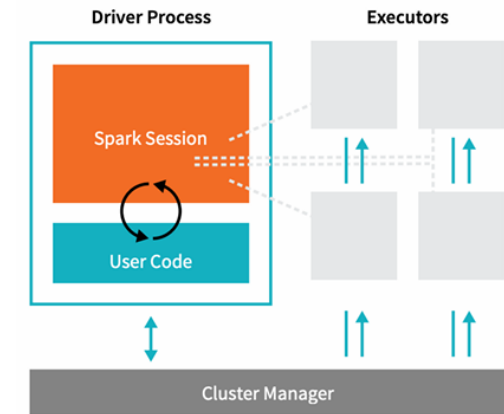 Driver Process
Executors
Spark Session
User Code
Cluster Manager